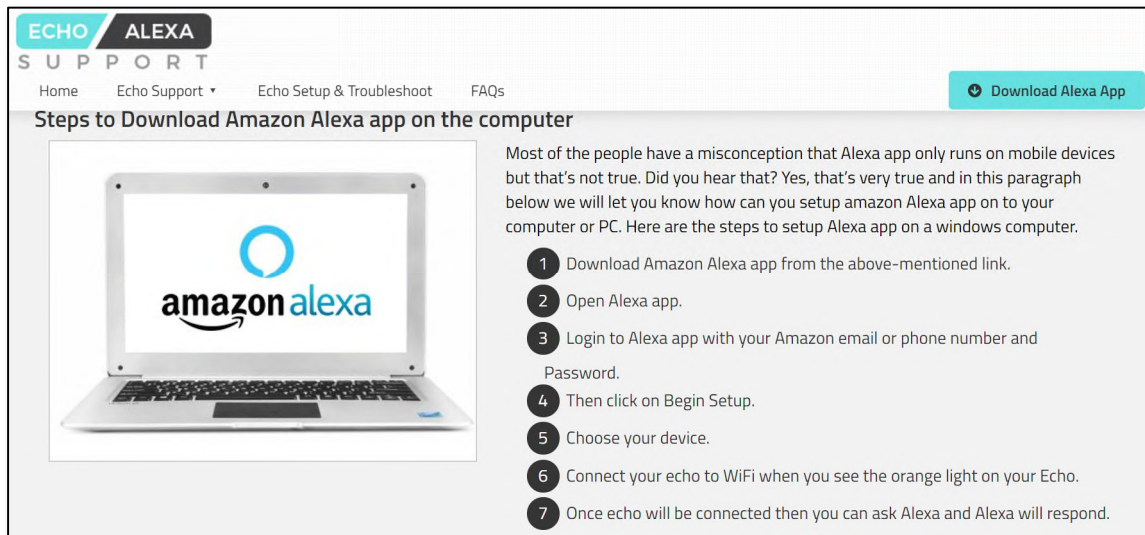 ECHO ALEXA
SUPPORT
Home Echo Support Echo Setup & Troubleshoot FAQs Download Alexa App
Steps to Download Amazon Alexa app on the computer
amazon alexa
Most of the people have a misconception that Alexa app only runs on mobile devices
but that’s not true. Did you hear that? Yes, that’s very true and in this paragraph
below we will let you know how can you setup amazon Alexa app on to your
computer or PC. Here are the steps to setup Alexa app on a windows computer.
1 Download Amazon Alexa app from the above-mentioned link.
2 Open Alexa app.
3 Login to Alexa app with your Amazon email or phone number and
Password.
4 Then click on Begin Setup.
5 Choose your device.
6 Connect your echo to WiFi when you see the orange light on your Echo.
7 Once echo will be connected then you can ask Alexa and Alexa will respond.